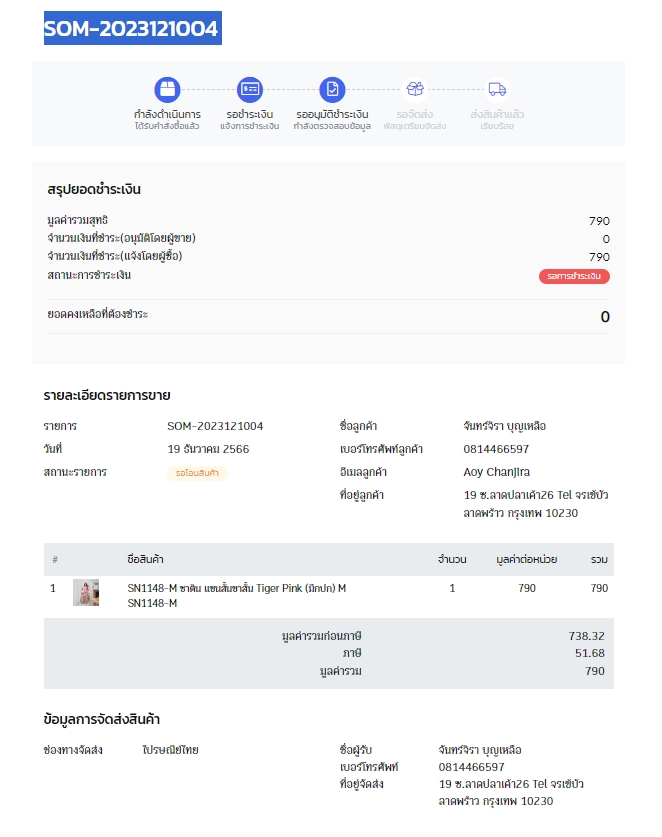 SOM-2023121004
กำลังดำเนินการ
ได้รับคำสั่งซื้อแล้ว
รอชำระเงิน
แจ้งการชำระเงิน
รออนุมัติชำระเงิน
กำลังตรวจสอบข้อมูล
รอจัดส่ง
พัสดุเตรียมจัดส่ง
ส่งสินค้าแล้ว
เรียบร้อย
สรุปยอดชำระเงิน
มูลค่ารวมสุทธิ 790
จำนวนเงินที่ชำระ(อนุมัติโดยผู้ขาย) 0
จำนวนเงินที่ชำระ(แจ้งโดยผู้ซื้อ) 790
สถานะการชำระเงิน รอการชำระเงิน
ยอดคงเหลือที่ต้องชำระ 0
รายละเอียดรายการขาย
รายการ SOM-2023121004 ชื่อลูกค้า จันทร์จิรา บุญเหลือ
วันที่ 19 ธันวาคม 2566 เบอร์โทรศัพท์ลูกค้า 0814466597
สถานะรายการ รอโอนสินค้า อีเมลลูกค้า Aoy Chanjira
ที่อยู่ลูกค้า 19 ซ.ลาดปลาเค้า26 Tel จรเข้บัว
ลาดพร้าว กรุงเทพ 10230
# ชื่อสินค้า จำนวน มูลค่าต่อหน่วย รวม
1 SN1148-M ซาติน แขนสั้นขาสั้น Tiger Pink (มีกปก) M 1 790 790
SN1148-M
มูลค่ารวมก่อนภาษี 738.32
ภาษี 51.68
มูลค่ารวม 790
ข้อมูลการจัดส่งสินค้า
ช่องทางจัดส่ง ไปรษณีย์ไทย ชื่อผู้รับ จันทร์จิรา บุญเหลือ
เบอร์โทรศัพท์ 0814466597
ที่อยู่จัดส่ง 19 ซ.ลาดปลาเค้า26 Tel จรเข้บัว
ลาดพร้าว กรุงเทพ 10230